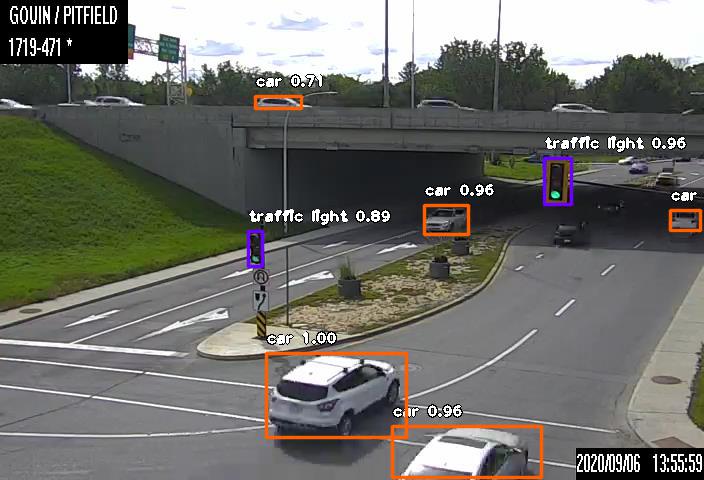 GOUIN / PITFIELD
1719-471 *
car 0.71
traffic light 0.96
car 0.96
car
traffic light 0.89
car 1.00
car 0.96
2020/09/06 13:55:59